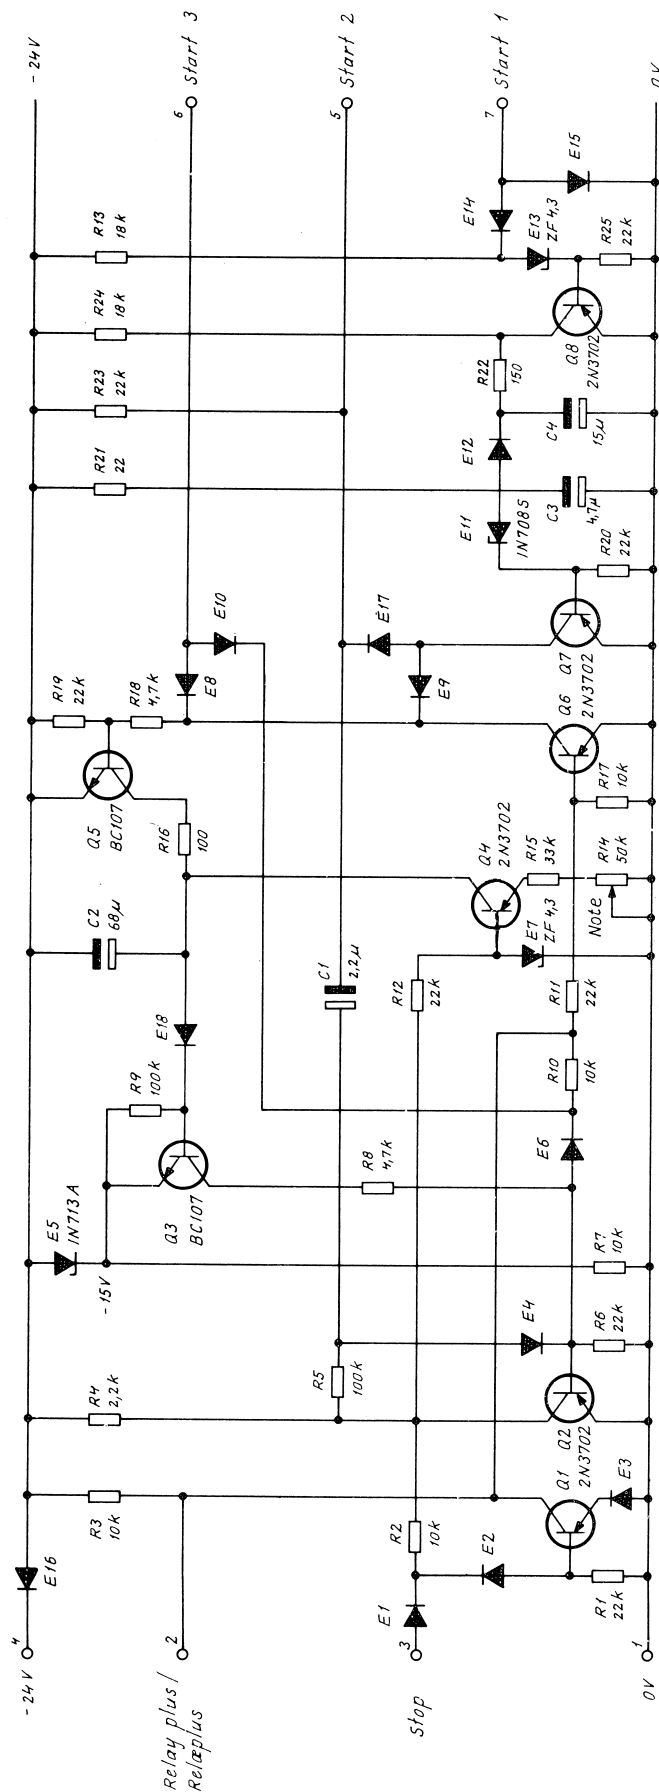 -24V
4
E16
-24V
Relay plus /
Relæplus
2
Stop
3
0V
1
R3
10k
R4
2,2k
E5
1N713A
-15V
Q3
BC107
R9
100k
E18
C2
68µ
Q5
BC107
R16
100
R19
22k
R18
4,7k
E8
E10
6
Start 3
R21
22
R23
22k
R24
18k
R13
18k
R5
100k
R8
4,7k
C1
2,2µ
5
Start 2
E1
R2
10k
E2
R12
22k
Q4
2N3702
E9
E17
E11
1N708S
E12
R22
150
E14
7
Start 1
R1
22k
Q1
2N3702
E3
Q2
E4
R6
22k
R7
10k
E6
R10
10k
R11
22k
E7
ZF 4,3
R15
33k
R14
50k
Note
R17
10k
Q6
2N3702
Q7
2N3702
R20
22k
C3
4,7µ
C4
15µ
Q8
2N3702
E13
ZF 4,3
R25
22k
E15
0V